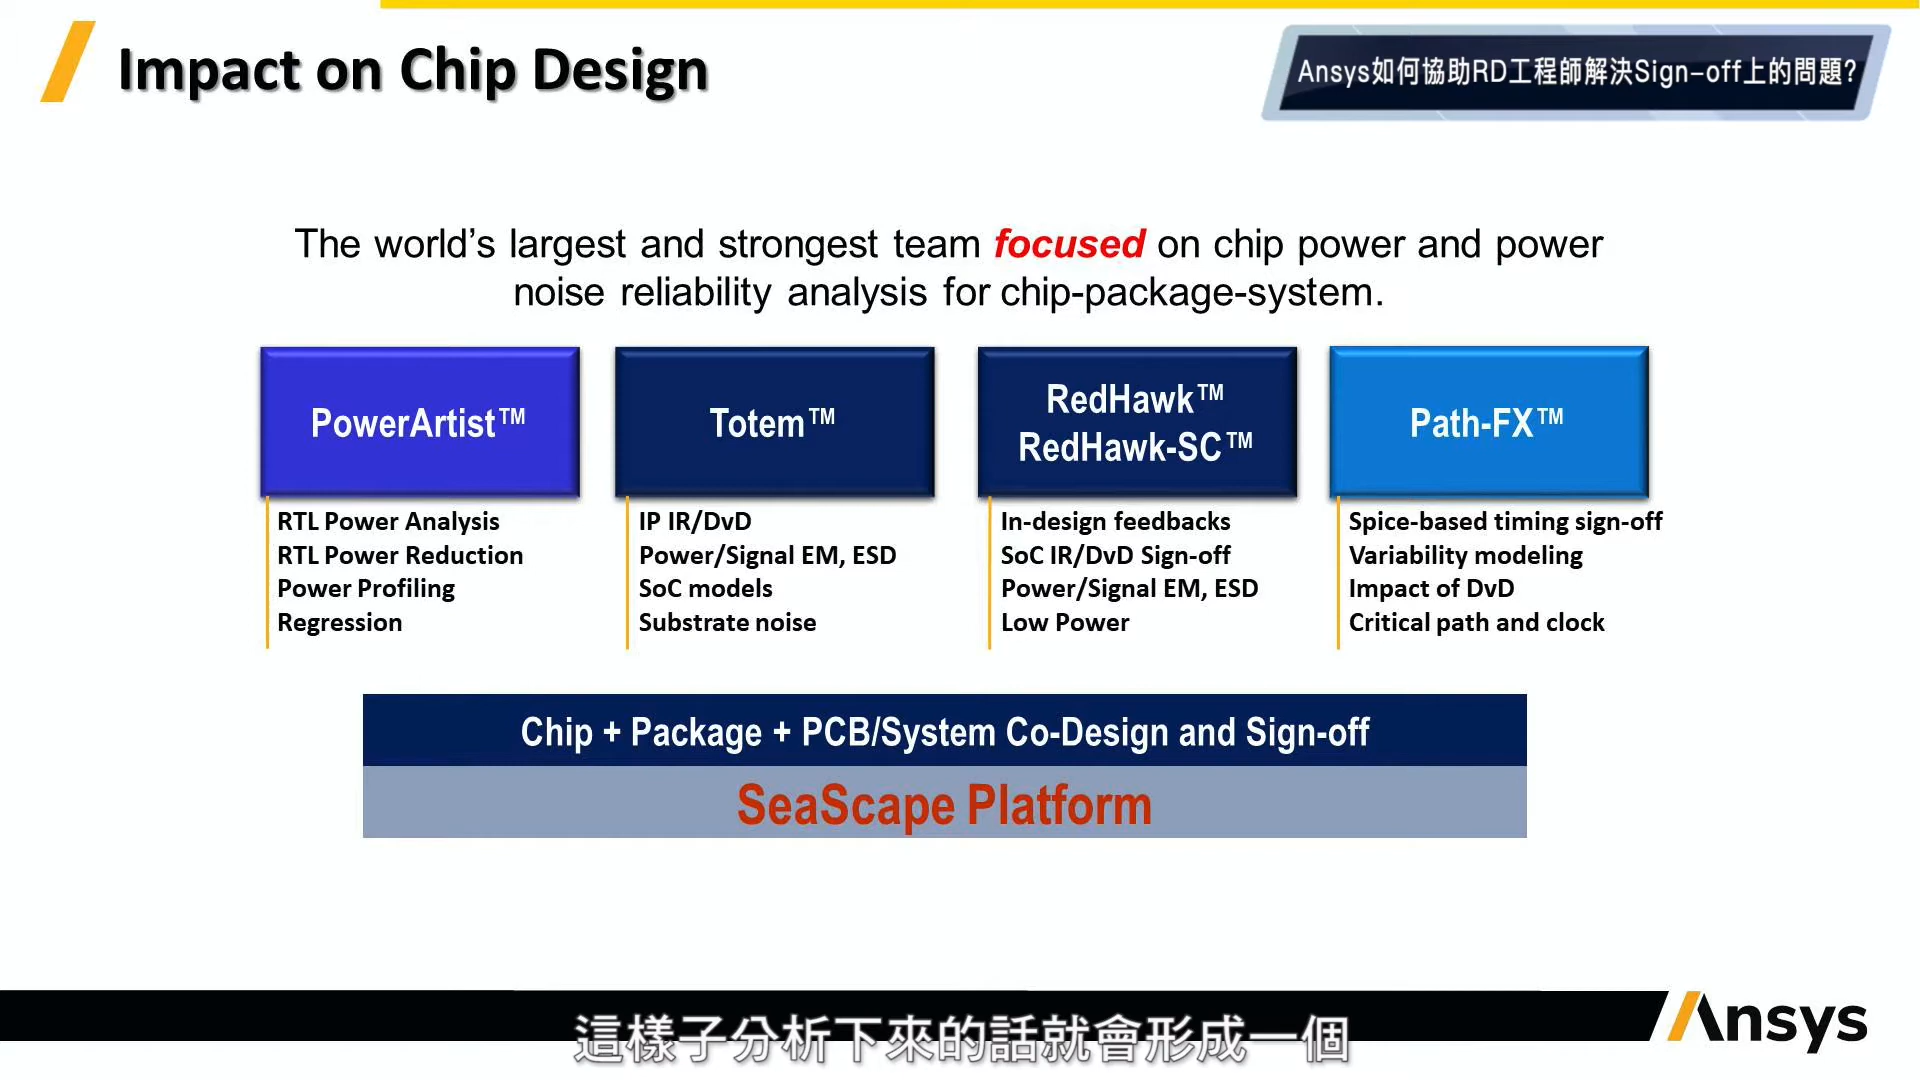 Impact on Chip Design
Ansys如何協助RD工程師解決Sign-off上的問題?
The world's largest and strongest team focused on chip power and power
noise reliability analysis for chip-package-system.
PowerArtist™
RTL Power Analysis
RTL Power Reduction
Power Profiling
Regression
Totem™
IP IR/DvD
Power/Signal EM, ESD
SoC models
Substrate noise
RedHawk™
RedHawk-SC™
In-design feedbacks
SoC IR/DvD Sign-off
Power/Signal EM, ESD
Low Power
Path-FX™
Spice-based timing sign-off
Variability modeling
Impact of DvD
Critical path and clock
Chip + Package + PCB/System Co-Design and Sign-off
SeaScape Platform
這樣子分析下來的話就會形成一個
Ansys